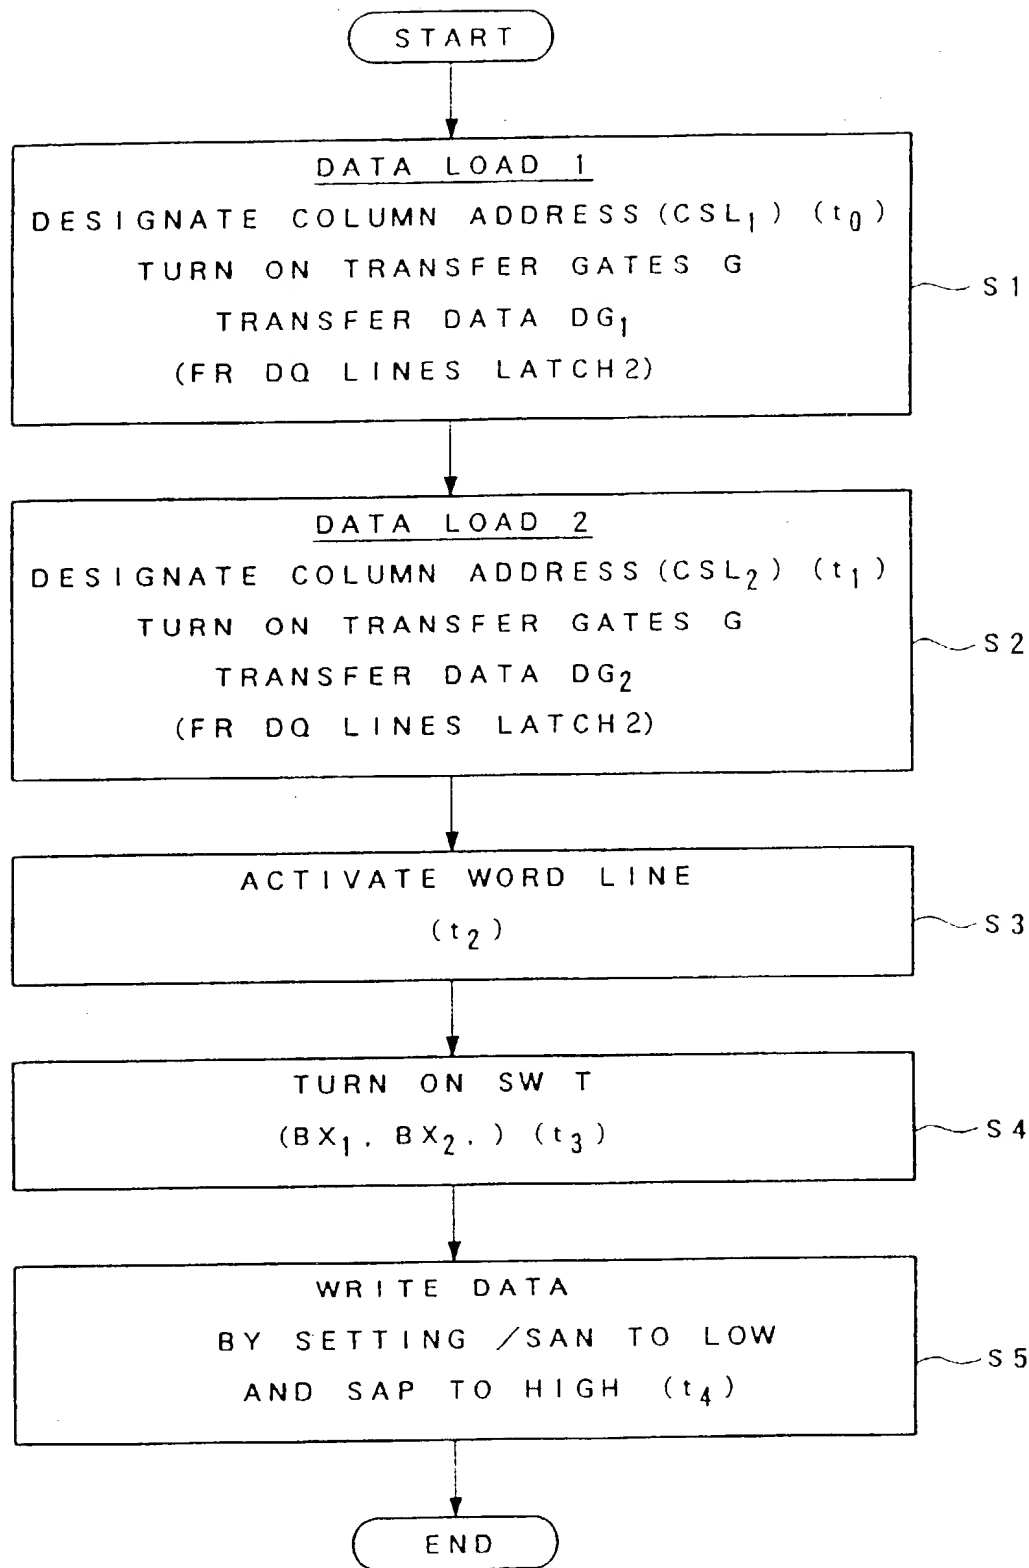 START
DATA LOAD 1
DESIGNATE COLUMN ADDRESS (CSL₁) (t₀)
TURN ON TRANSFER GATES G
TRANSFER DATA DG₁
(FR DQ LINES LATCH2)
S1
DATA LOAD 2
DESIGNATE COLUMN ADDRESS (CSL₂) (t₁)
TURN ON TRANSFER GATES G
TRANSFER DATA DG₂
(FR DQ LINES LATCH2)
S2
ACTIVATE WORD LINE
(t₂)
S3
TURN ON SW T
(BX₁. BX₂. ) (t₃)
S4
WRITE DATA
BY SETTING /SAN TO LOW
AND SAP TO HIGH (t₄)
S5
END